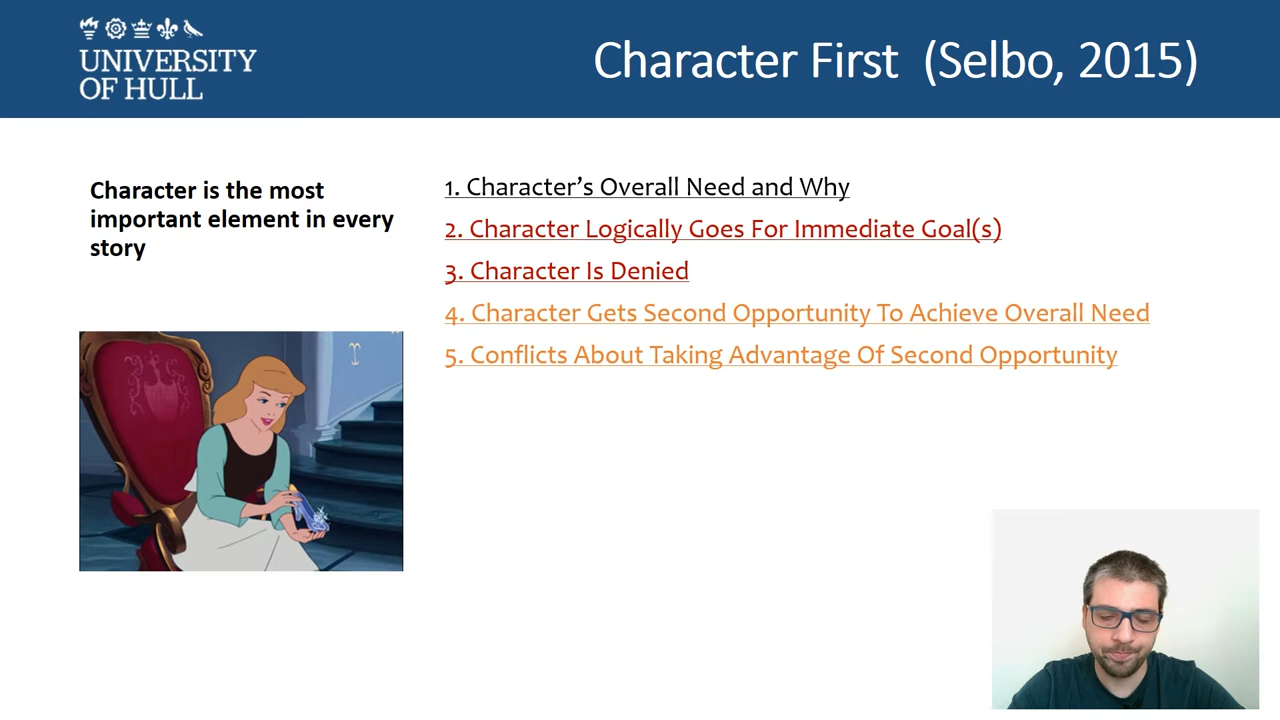 UNIVERSITY
OF HULL
Character First (Selbo, 2015)
Character is the most
important element in every
story
1. Character’s Overall Need and Why
2. Character Logically Goes For Immediate Goal(s)
3. Character Is Denied
4. Character Gets Second Opportunity To Achieve Overall Need
5. Conflicts About Taking Advantage Of Second Opportunity